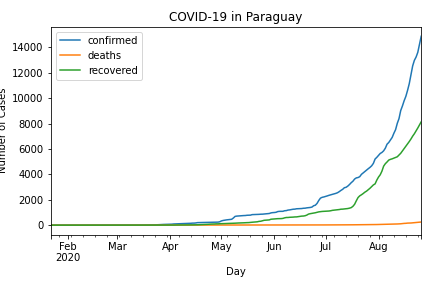 COVID-19 in Paraguay
confirmed
deaths
recovered
14000
12000
10000
8000
6000
4000
2000
0
Number of Cases
Feb Mar Apr May Jun Jul Aug
2020
Day